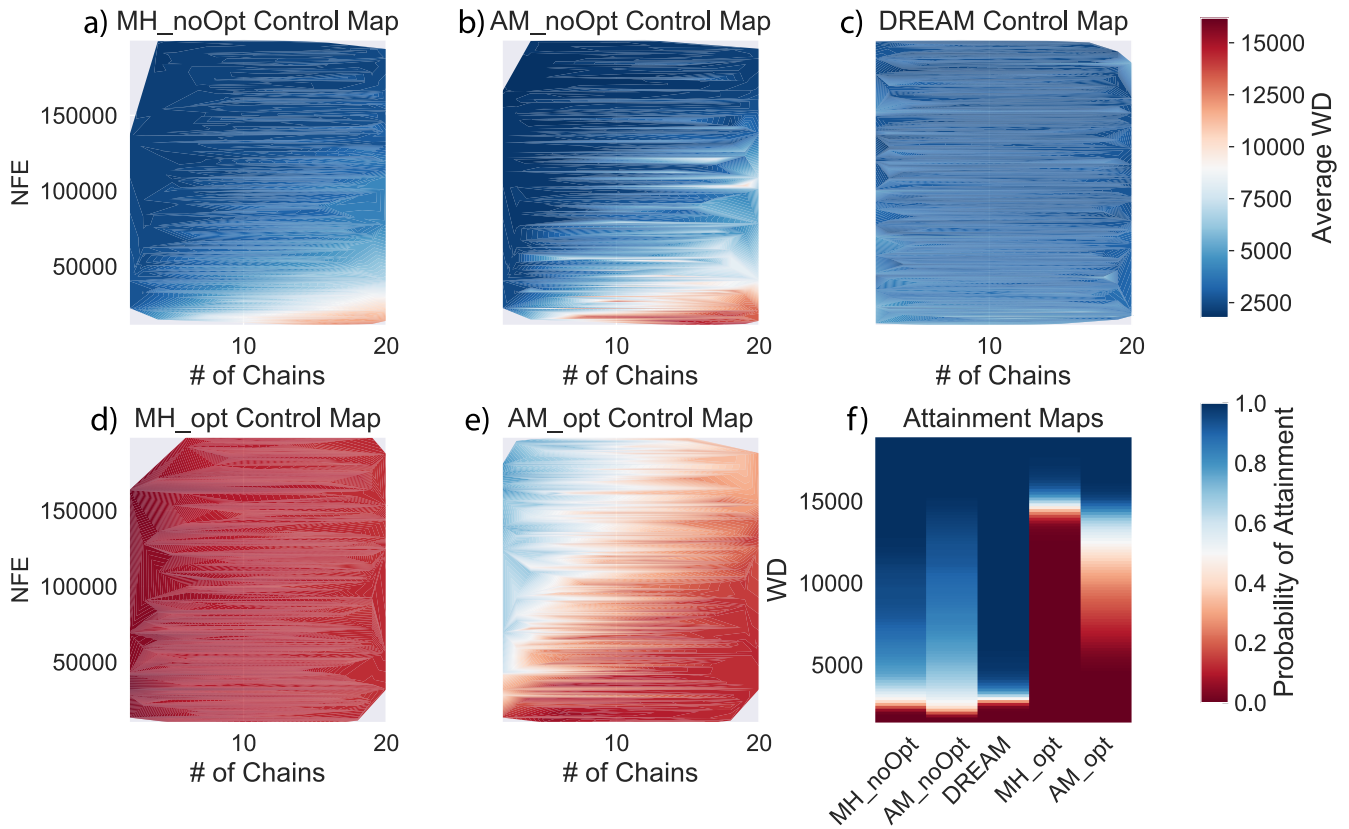 a) MH_noOpt Control Map
b) AM_noOpt Control Map
c) DREAM Control Map
NFE
150000
100000
50000
10
20
# of Chains
10
20
# of Chains
10
20
# of Chains
15000
12500
10000
7500
5000
2500
Average WD
d) MH_opt Control Map
e) AM_opt Control Map
f) Attainment Maps
NFE
150000
100000
50000
10
20
# of Chains
10
20
# of Chains
WD
15000
10000
5000
MH_noOpt
AM_noOpt
DREAM
MH_opt
AM_opt
1.0
0.8
0.6
0.4
0.2
0.0
Probability of Attainment